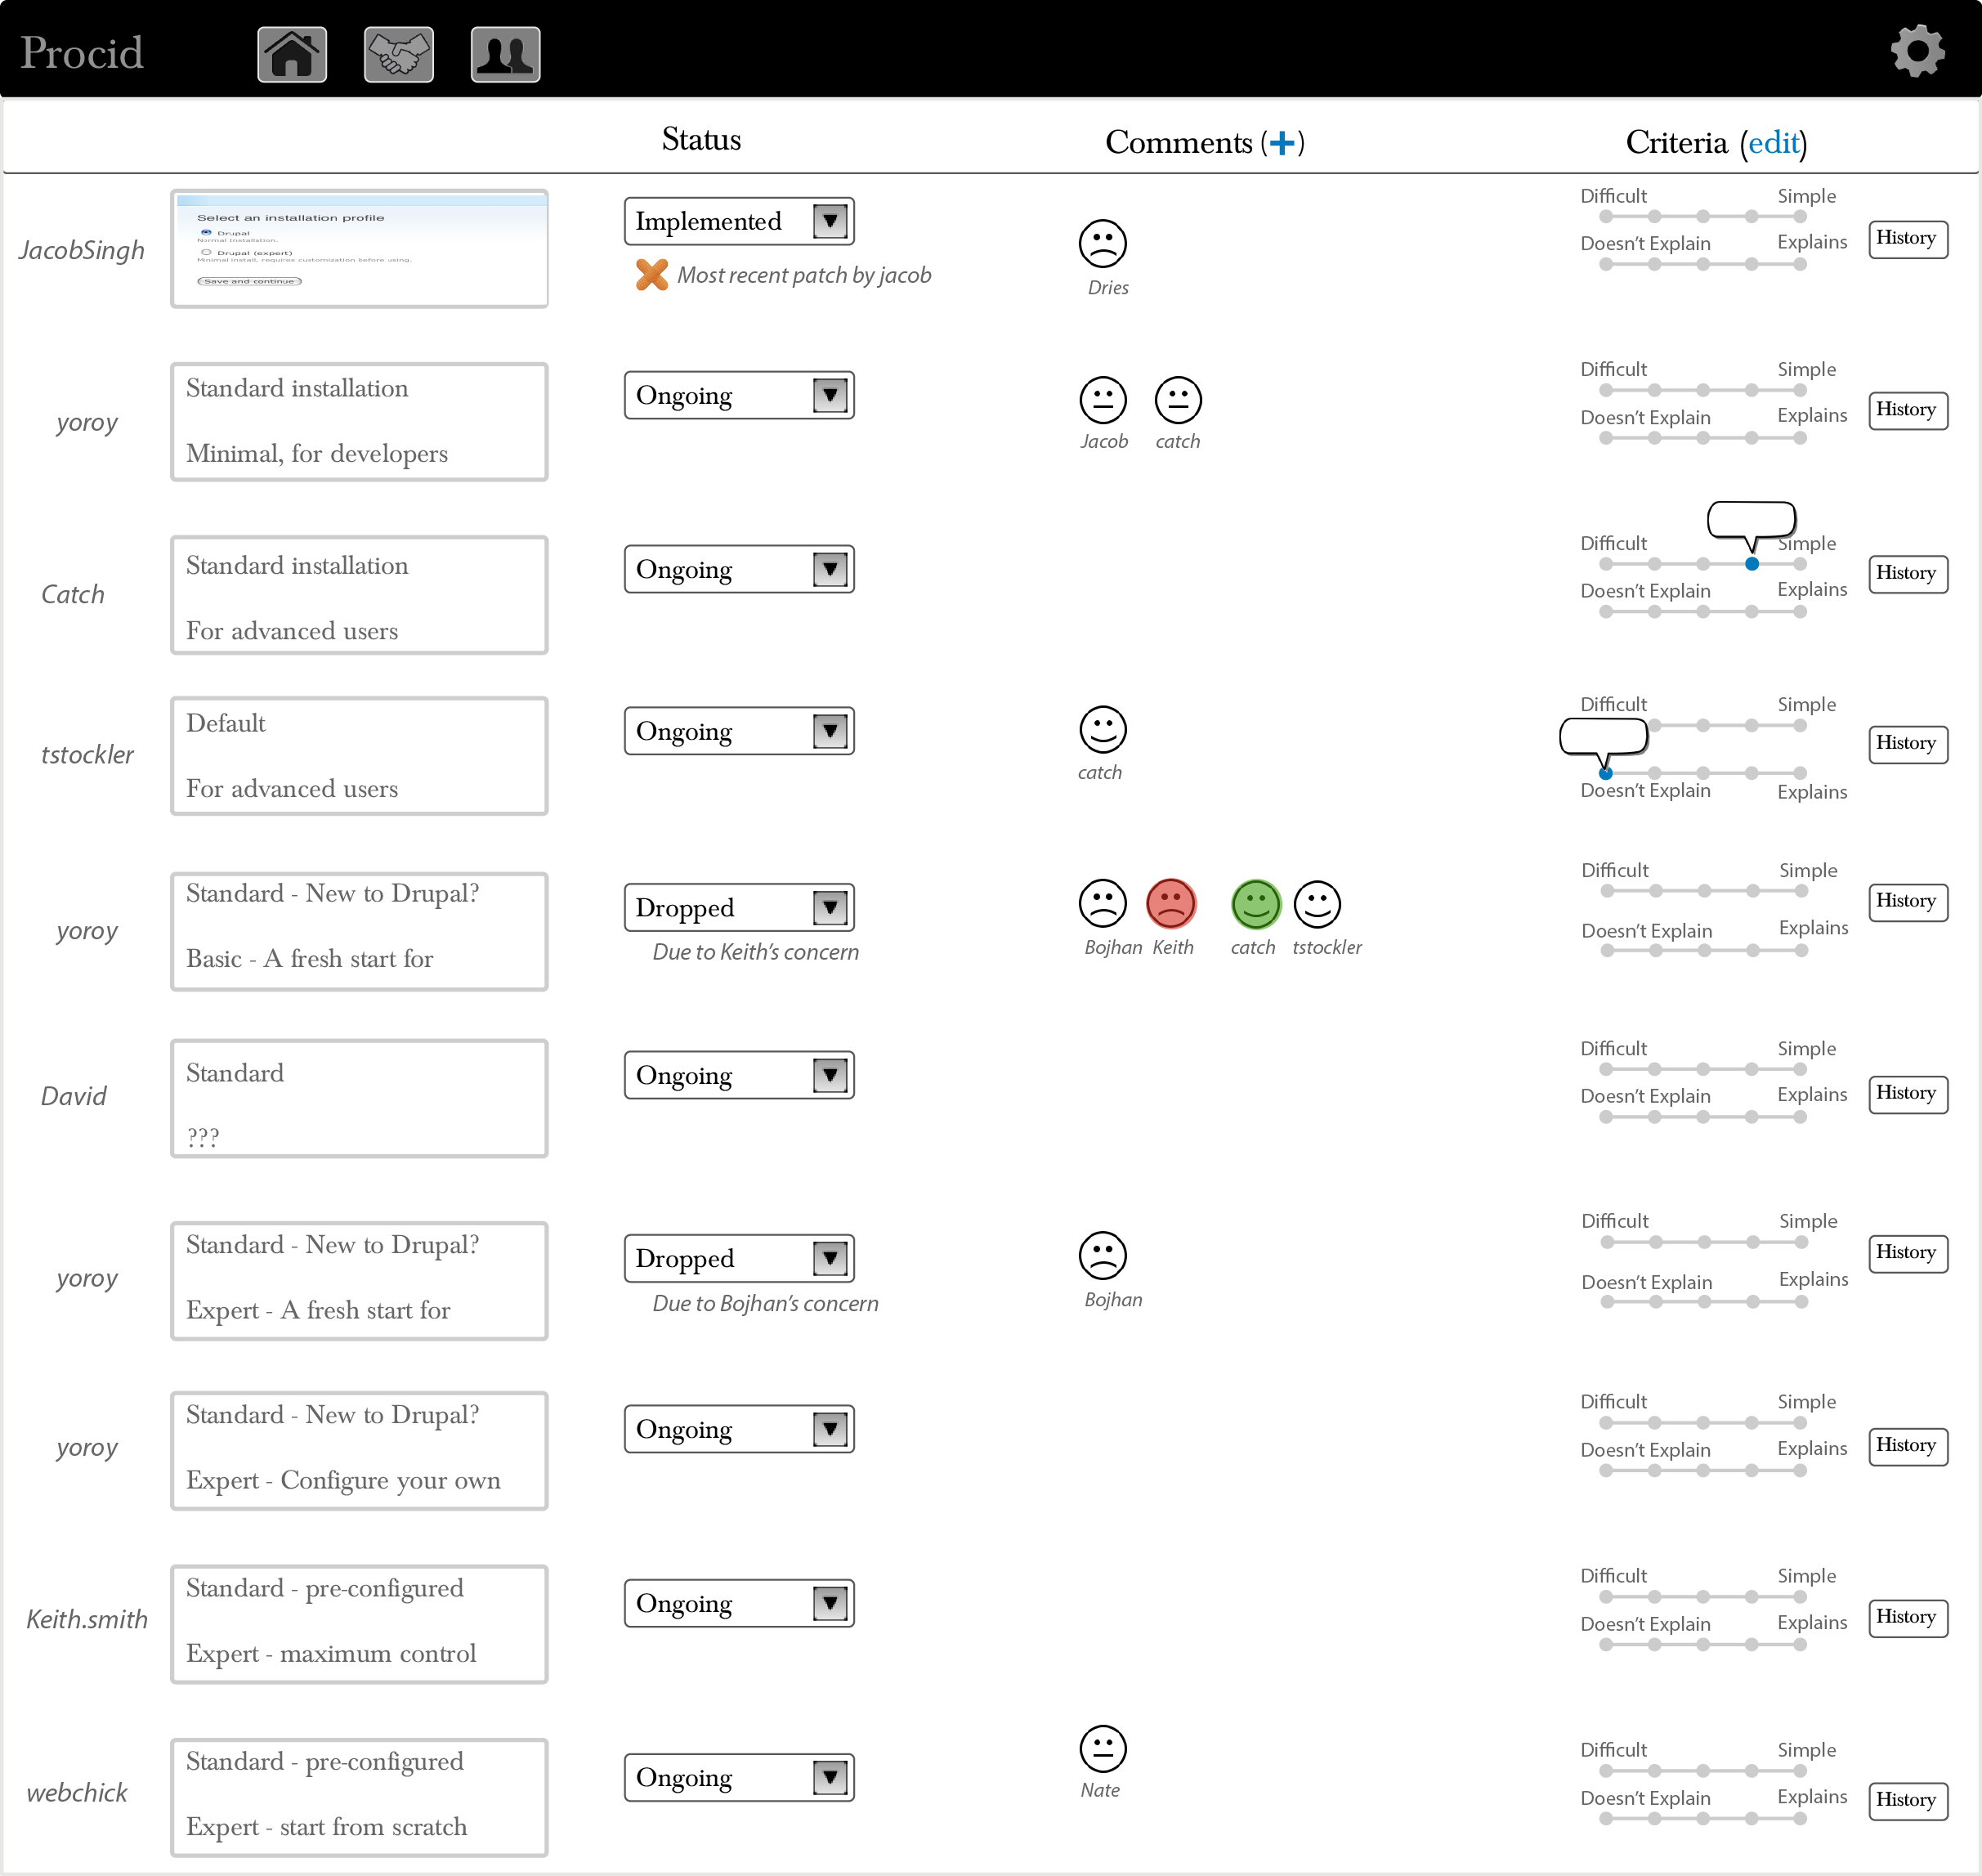 Procid
Status
Comments (+)
Criteria (edit)
JacobSingh
Select an installation profile
Drupal
Normal installation.
Drupal (expert)
Minimal install, requires customization before using.
Save and continue
Implemented
Most recent patch by jacob
Dries
Difficult Simple
Doesn't Explain Explains
History
yoroy
Standard installation
Minimal, for developers
Ongoing
Jacob catch
Difficult Simple
Doesn't Explain Explains
History
Catch
Standard installation
For advanced users
Ongoing
Difficult Simple
Doesn't Explain Explains
History
tstockler
Default
For advanced users
Ongoing
catch
Difficult Simple
Doesn't Explain Explains
History
yoroy
Standard - New to Drupal?
Basic - A fresh start for
Dropped
Due to Keith's concern
Bojhan Keith catch tstockler
Difficult Simple
Doesn't Explain Explains
History
David
Standard
???
Ongoing
Difficult Simple
Doesn't Explain Explains
History
yoroy
Standard - New to Drupal?
Expert - A fresh start for
Dropped
Due to Bojhan's concern
Bojhan
Difficult Simple
Doesn't Explain Explains
History
yoroy
Standard - New to Drupal?
Expert - Configure your own
Ongoing
Difficult Simple
Doesn't Explain Explains
History
Keith.smith
Standard - pre-configured
Expert - maximum control
Ongoing
Difficult Simple
Doesn't Explain Explains
History
webchick
Standard - pre-configured
Expert - start from scratch
Ongoing
Nate
Difficult Simple
Doesn't Explain Explains
History